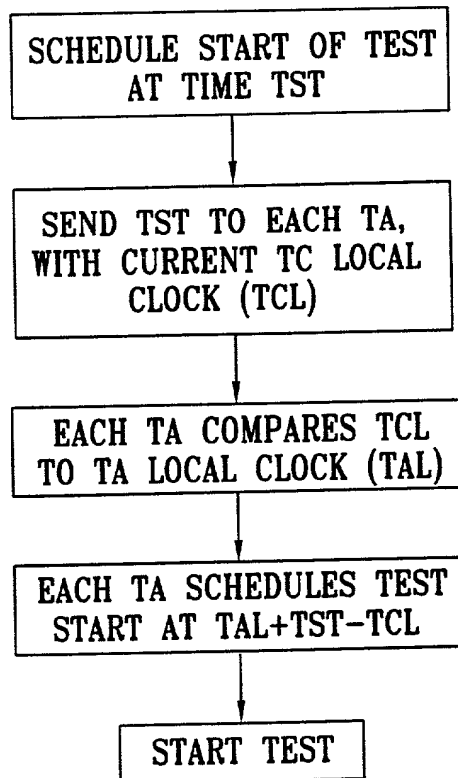 SCHEDULE START OF TEST
AT TIME TST
SEND TST TO EACH TA,
WITH CURRENT TC LOCAL
CLOCK (TCL)
EACH TA COMPARES TCL
TO TA LOCAL CLOCK (TAL)
EACH TA SCHEDULES TEST
START AT TAL+TST-TCL
START TEST